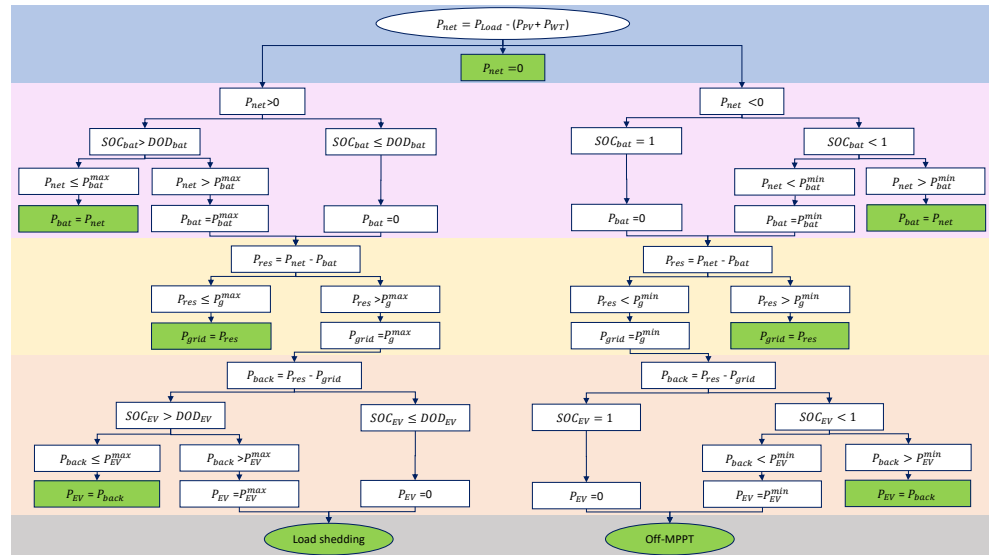 P_net = P_Load - (P_PV + P_WT)
P_net =0
P_net>0
P_net <0
SOC_bat> DOD_bat
SOC_bat ≤ DOD_bat
SOC_bat = 1
SOC_bat < 1
P_net ≤ P_bat^max
P_net > P_bat^max
P_net < P_bat^min
P_net > P_bat^min
P_bat = P_net
P_bat =P_bat^max
P_bat =0
P_bat =0
P_bat =P_bat^min
P_bat = P_net
P_res = P_net - P_bat
P_res = P_net - P_bat
P_res ≤ P_g^max
P_res >P_g^max
P_res < P_g^min
P_res > P_g^min
P_grid = P_res
P_grid =P_g^max
P_grid =P_g^min
P_grid = P_res
P_back = P_res - P_grid
P_back = P_res - P_grid
SOC_EV > DOD_EV
SOC_EV ≤ DOD_EV
SOC_EV = 1
SOC_EV < 1
P_back ≤ P_EV^max
P_back >P_EV^max
P_back < P_EV^min
P_back > P_EV^min
P_EV = P_back
P_EV =P_EV^max
P_EV =0
P_EV =0
P_EV =P_EV^min
P_EV = P_back
Load shedding
Off-MPPT